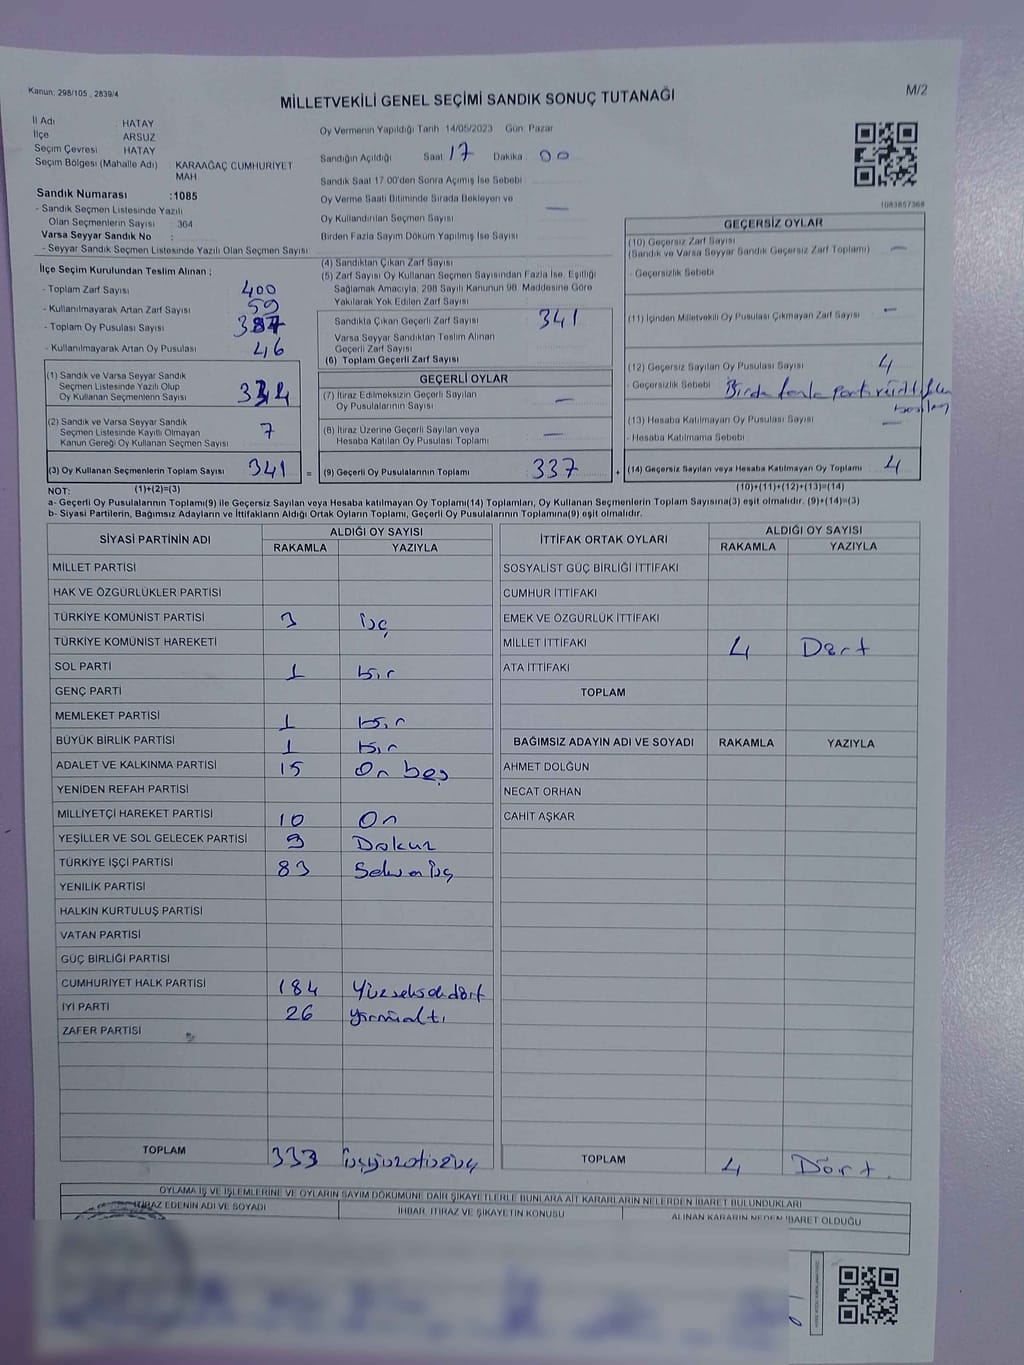 Kanun: 298/105 , 2839/4
M/2
MİLLETVEKİLİ GENEL SEÇİMİ SANDIK SONUÇ TUTANAĞI
İl Adı : HATAY
İlçe ARSUZ
Seçim Çevresi : HATAY
Seçim Bölgesi (Mahalle Adı) : KARAAĞAÇ CUMHURİYET
MAH
Sandık Numarası :1085
- Sandık Seçmen Listesinde Yazılı
Olan Seçmenlerin Sayısı : 364
Varsa Seyyar Sandık No :
- Seyyar Sandık Seçmen Listesinde Yazılı Olan Seçmen Sayısı
Oy Vermenin Yapıldığı Tarih 14/05/2023 Gün: Pazar
Sandığın Açıldığı Saat 17 Dakika 00
Sandık Saat 17.00'den Sonra Açımış İse Sebebi
Oy Verme Saati Bitiminde Sırada Bekleyen ve
Oy Kullandırılan Seçmen Sayısı —
Birden Fazla Sayım Döküm Yapılmış İse Sayısı
1083857368
İlçe Seçim Kurulundan Teslim Alınan ;
- Toplam Zarf Sayısı 400
- Kullanılmayarak Artan Zarf Sayısı 59
- Toplam Oy Pusulası Sayısı
- Kullanılmayarak Artan Oy Pusulası 46
(1) Sandık ve Varsa Seyyar Sandık
Seçmen Listesinde Yazılı Olup
Oy Kullanan Seçmenlerin Sayısı 334
(2) Sandık ve Varsa Seyyar Sandık
Seçmen Listesinde Kayıtlı Olmayan
Kanun Gereği Oy Kullanan Seçmen Sayısı 7
(3) Oy Kullanan Seçmenlerin Toplam Sayısı 341 =
(1)+(2)=(3)
(4) Sandıktan Çıkan Zarf Sayısı
(5) Zarf Sayısı Oy Kullanan Seçmen Sayısından Fazla İse, Eşitliği
Sağlamak Amacıyla, 298 Sayılı Kanunun 98. Maddesine Göre
Yakılarak Yok Edilen Zarf Sayısı
Sandıkta Çıkan Geçerli Zarf Sayısı 341
Varsa Seyyar Sandıktan Teslim Alınan
Geçerli Zarf Sayısı
(6) Toplam Geçerli Zarf Sayısı
GEÇERLİ OYLAR
(7) İtiraz Edilmeksizin Geçerli Sayılan
Oy Pusulalarının Sayısı —
(8) İtiraz Üzerine Geçerli Sayılan veya
Hesaba Katılan Oy Pusulası Toplamı —
(9) Geçerli Oy Pusulalarının Toplamı 337 +
GEÇERSİZ OYLAR
(10) Geçersiz Zarf Sayısı —
(Sandık ve Varsa Seyyar Sandık Geçersiz Zarf Toplamı)
- Geçersizlik Sebebi
(11) İçinden Milletvekili Oy Pusulası Çıkmayan Zarf Sayısı —
(12) Geçersiz Sayılan Oy Pusulası Sayısı 4
- Geçersizlik Sebebi
(13) Hesaba Katılmayan Oy Pusulası Sayısı —
- Hesaba Katılmama Sebebi
(14) Geçersiz Sayılan veya Hesaba Katılmayan Oy Toplamı 4
(10)+(11)+(12)+(13)=(14)
NOT:
a- Geçerli Oy Pusulasının Toplamı(9) ile Geçersiz Sayılan veya Hesaba katılmayan Oy Toplamı(14) Toplamları, Oy Kullanan Seçmenlerin Toplam Sayısına(3) eşit olmalıdır. (9)+(14)=(3)
b- Siyasi Partilerin, Bağımsız Adayların ve İttifakların Aldığı Ortak Oyların Toplamı, Geçerli Oy Pusulalarının Toplamına(9) eşit olmalıdır.
SİYASİ PARTİNİN ADI ALDIĞI OY SAYISI
RAKAMLA YAZIYLA
MİLLET PARTİSİ
HAK VE ÖZGÜRLÜKLER PARTİSİ
TÜRKİYE KOMÜNİST PARTİSİ 3 üç
TÜRKİYE KOMÜNİST HAREKETİ
SOL PARTİ 1 bir
GENÇ PARTİ
MEMLEKET PARTİSİ 1 bir
BÜYÜK BİRLİK PARTİSİ 1 bir
ADALET VE KALKINMA PARTİSİ 15 On beş
YENİDEN REFAH PARTİSİ
MİLLİYETÇİ HAREKET PARTİSİ 10 On
YEŞİLLER VE SOL GELECEK PARTİSİ 9 Dokuz
TÜRKİYE İŞÇİ PARTİSİ 83 Seksenüç
YENİLİK PARTİSİ
HALKIN KURTULUŞ PARTİSİ
VATAN PARTİSİ
GÜÇ BİRLİĞİ PARTİSİ
CUMHURİYET HALK PARTİSİ 184 Yüzseksendört
İYİ PARTİ 26 Yirmialtı
ZAFER PARTİSİ
TOPLAM 333 üçyüzotuzüç
İTTİFAK ORTAK OYLARI ALDIĞI OY SAYISI
RAKAMLA YAZIYLA
SOSYALİST GÜÇ BİRLİĞİ İTTİFAKI
CUMHUR İTTİFAKI
EMEK VE ÖZGÜRLÜK İTTİFAKI
MİLLET İTTİFAKI 4 Dört
ATA İTTİFAKI
TOPLAM
BAĞIMSIZ ADAYIN ADI VE SOYADI RAKAMLA YAZIYLA
AHMET DOLĞUN
NECAT ORHAN
CAHİT AŞKAR
TOPLAM 4 Dört
OYLAMA İŞ VE İŞLEMLERİNE VE OYLARIN SAYIM DÖKÜMÜNE DAİR ŞİKAYETLERLE BUNLARA AİT KARARLARIN NELERDEN İBARET BULUNDUKLARI
İTİRAZ EDENİN ADI VE SOYADI
İHBAR, İTİRAZ VE ŞİKAYETİN KONUSU
ALINAN KARARIN NEDEN İBARET OLDUĞU